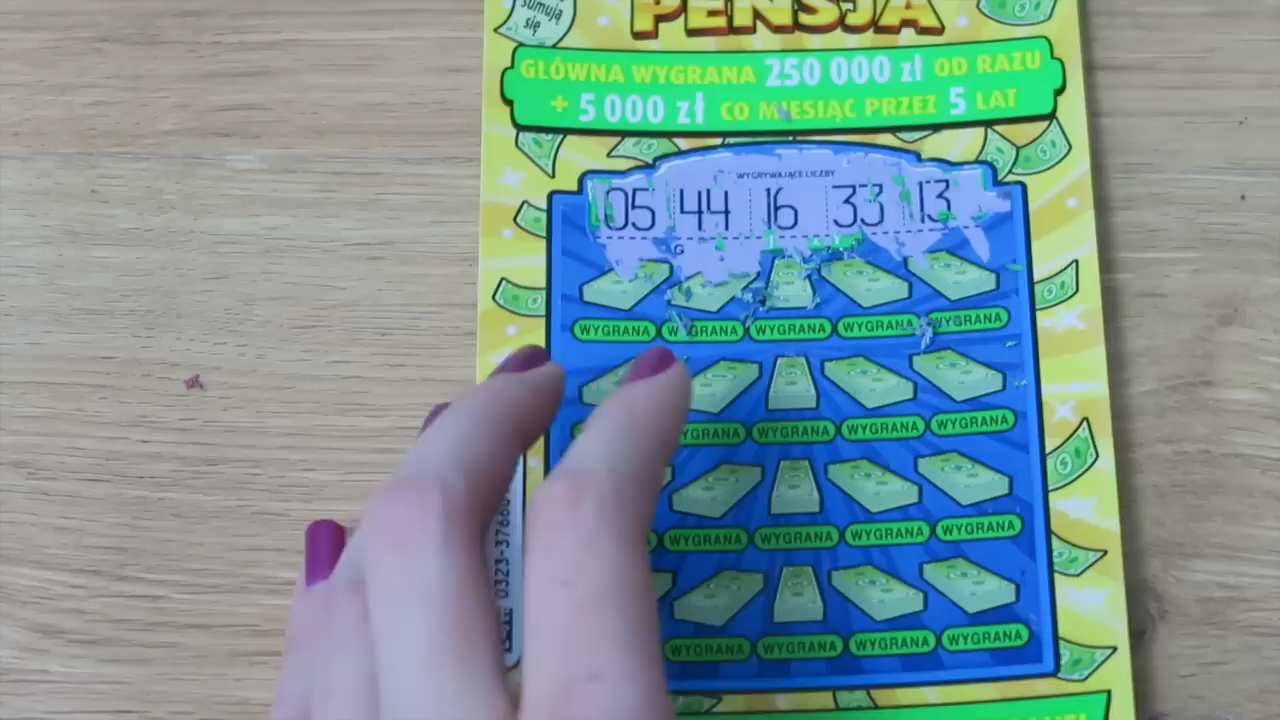 sumują
się
PENSJA
GŁÓWNA WYGRANA 250 000 zł OD RAZU
+ 5 000 zł CO MIESIĄC PRZEZ 5 LAT
WYGRYWAJĄCE LICZBY
05 44 16 33 13
WYGRANA WYGRANA WYGRANA WYGRANA WYGRANA
WYGRANA WYGRANA WYGRANA WYGRANA
WYGRANA WYGRANA WYGRANA WYGRANA
WYGRANA WYGRANA WYGRANA WYGRANA